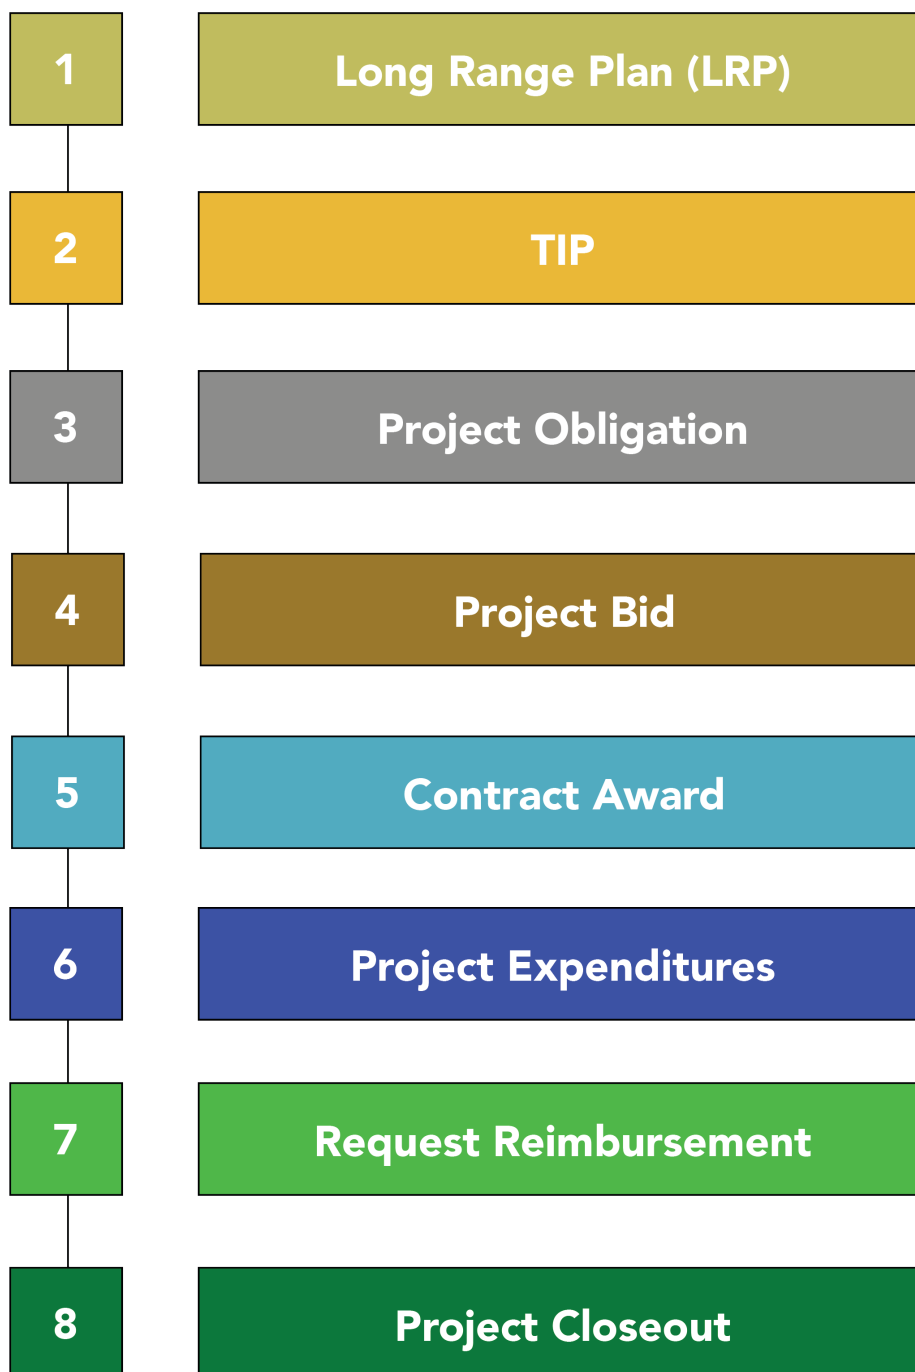 1
Long Range Plan (LRP)
2
TIP
3
Project Obligation
4
Project Bid
5
Contract Award
6
Project Expenditures
7
Request Reimbursement
8
Project Closeout